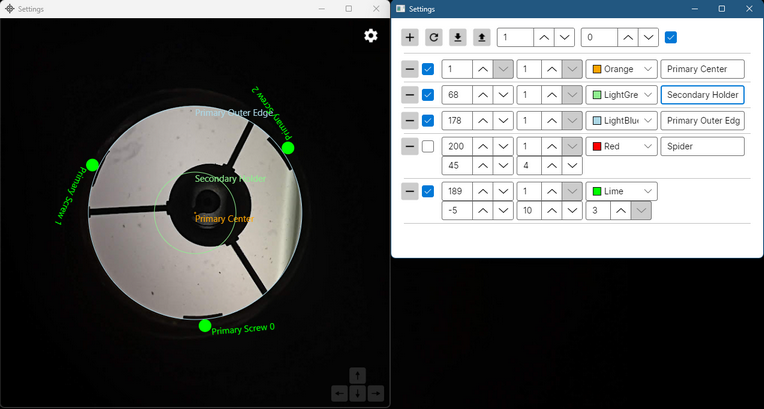 Settings
Primary Outer Edge
Primary Screw 2
Secondary Holder
Primary Screw 1
Primary Center
Primary Screw 0
Settings
1 0
1 1 Orange Primary Center
68 1 LightGre Secondary Holder
178 1 LightBlu Primary Outer Edg
200 1 Red Spider
45 4
189 1 Lime
-5 10 3